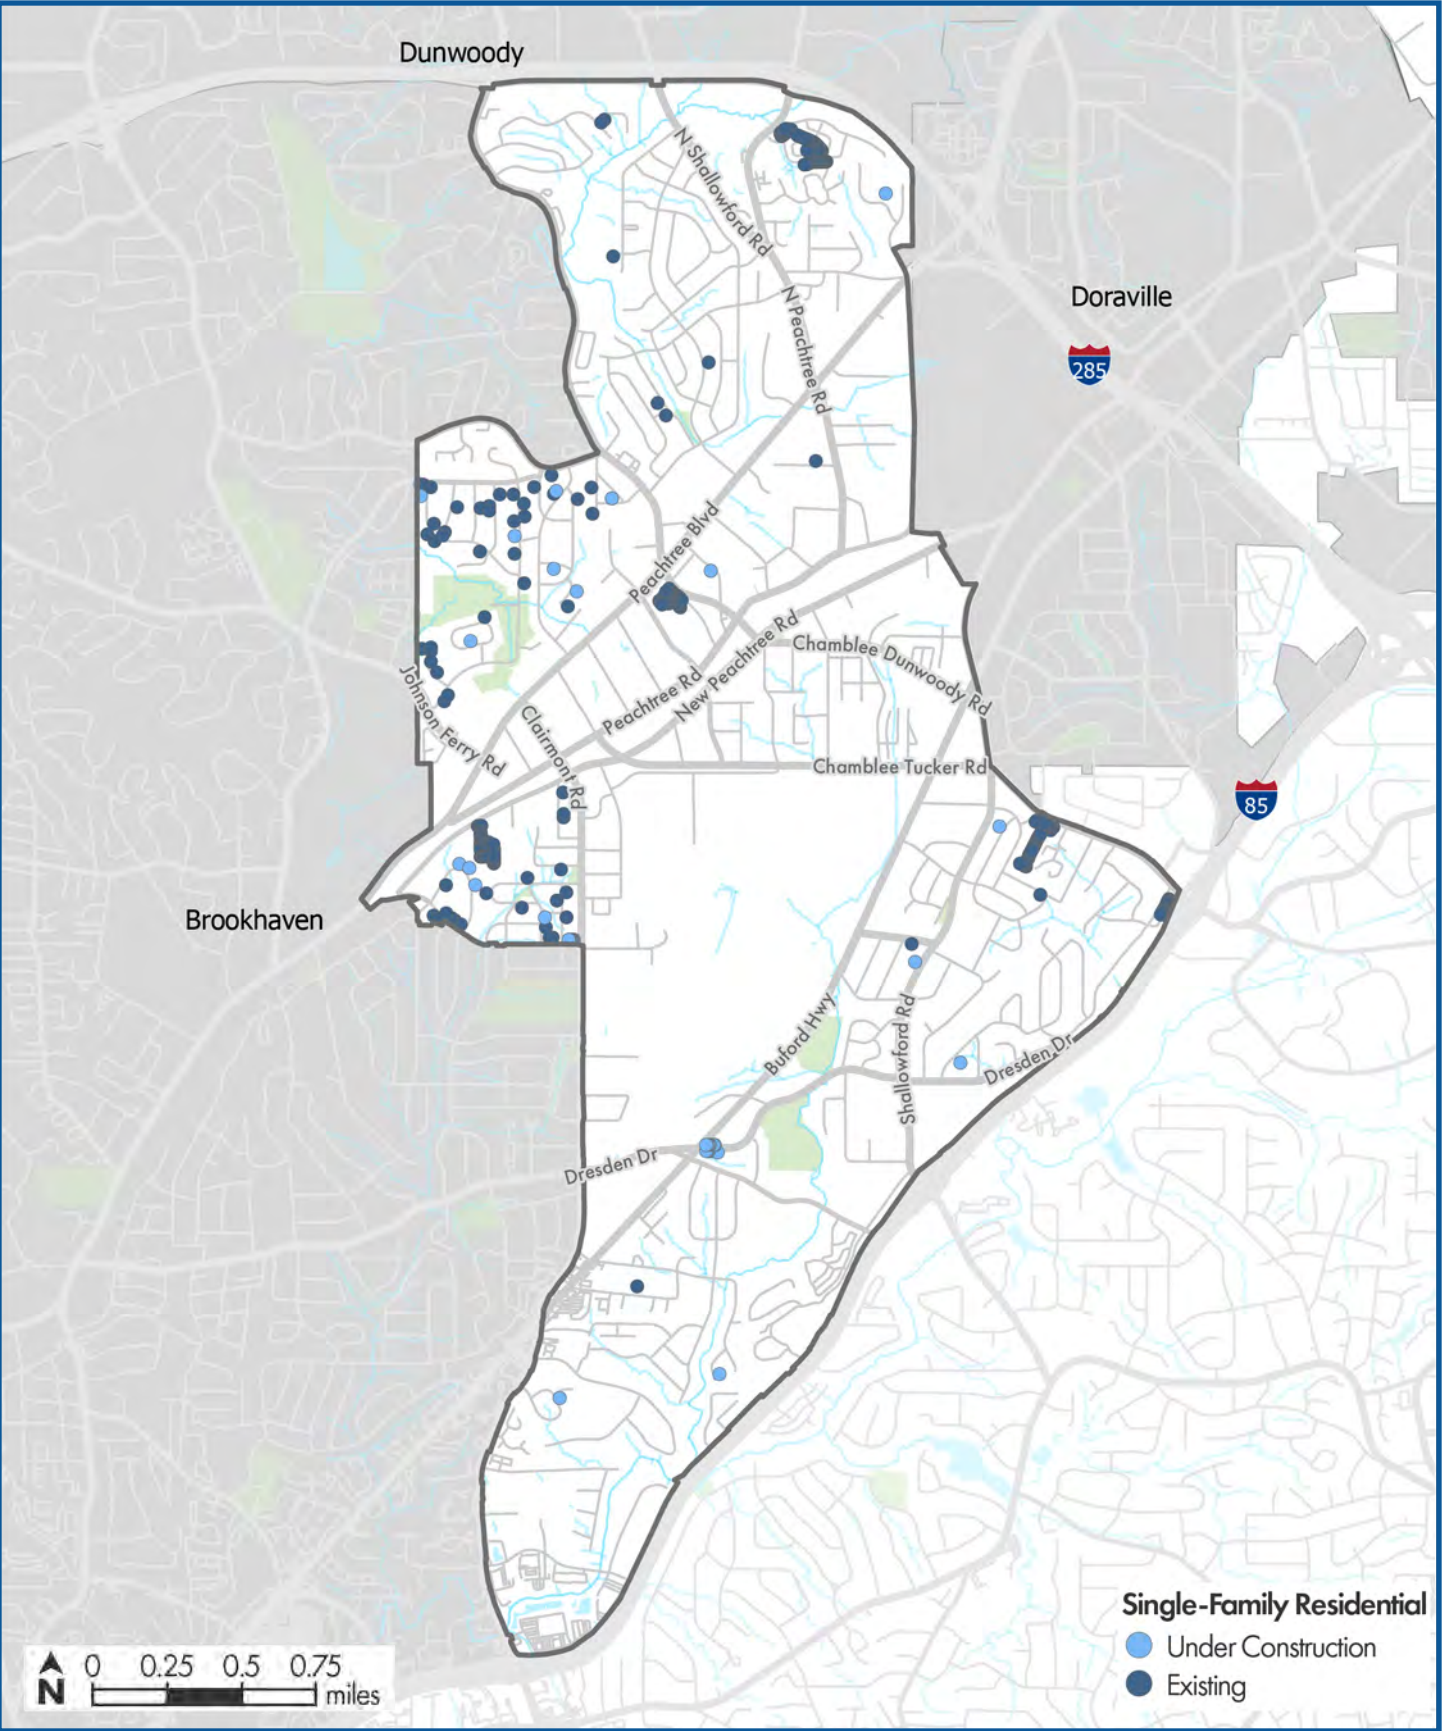 Dunwoody
N Shallowford Rd
Doraville
N Peachtree Rd
285
Peachtree Blvd
Chamblee Dunwoody Rd
Peachtree Rd
New Peachtree Rd
Johnson Ferry Rd
Clairmont Rd
Chamblee Tucker Rd
85
Brookhaven
Buford Hwy
Shallowford Rd
Dresden Dr
Dresden Dr
Single-Family Residential
Under Construction
Existing
N
0 0.25 0.5 0.75
miles